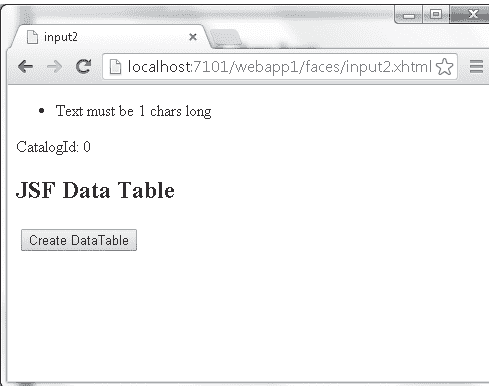 input2
localhost:7101/webapp1/faces/input2.xhtml
• Text must be 1 chars long
CatalogId: 0
JSF Data Table
Create DataTable